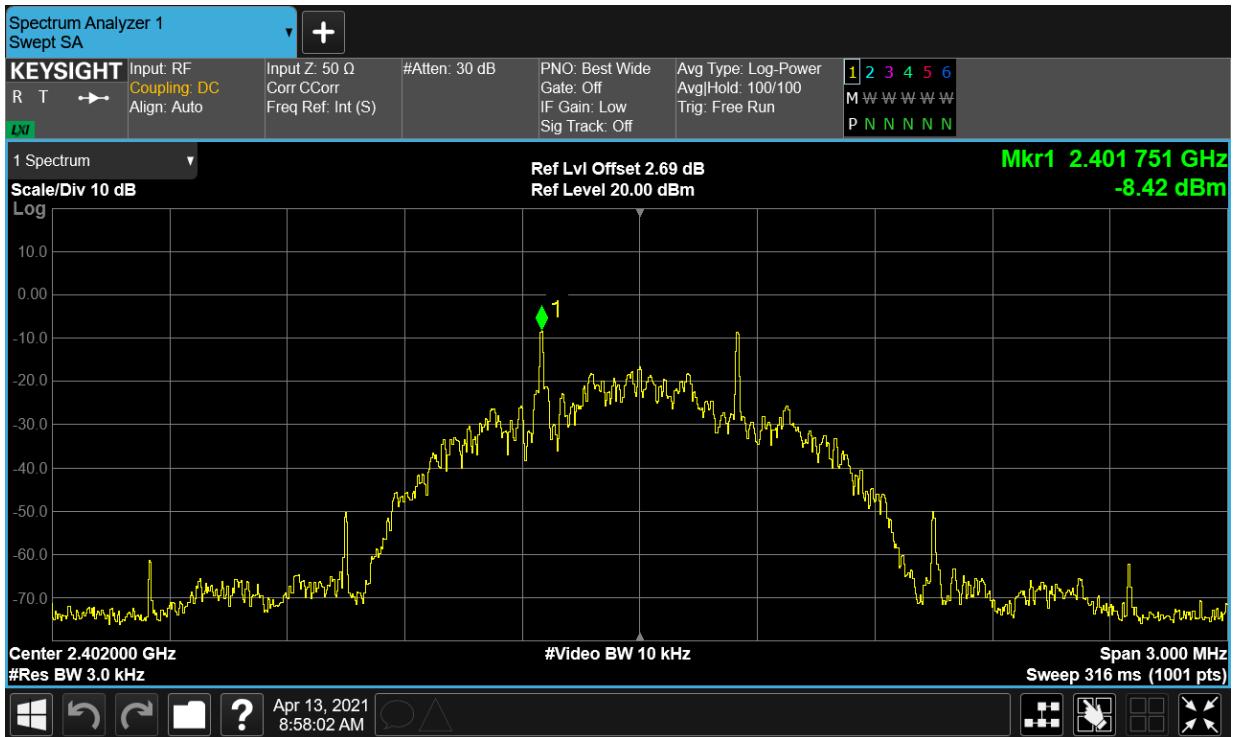 Spectrum Analyzer 1
Swept SA
+
KEYSIGHT
R T
LXI
Input: RF
Coupling: DC
Align: Auto
Input Z: 50 Ω
Corr CCorr
Freq Ref: Int (S)
#Atten: 30 dB
PNO: Best Wide
Gate: Off
IF Gain: Low
Sig Track: Off
Avg Type: Log-Power
Avg|Hold: 100/100
Trig: Free Run
1 2 3 4 5 6
M W W W W W
P N N N N N
1 Spectrum
Scale/Div 10 dB
Log
Ref Lvl Offset 2.69 dB
Ref Level 20.00 dBm
Mkr1 2.401 751 GHz
-8.42 dBm
10.0
0.00
-10.0
-20.0
-30.0
-40.0
-50.0
-60.0
-70.0
1
Center 2.402000 GHz
#Res BW 3.0 kHz
#Video BW 10 kHz
Span 3.000 MHz
Sweep 316 ms (1001 pts)
?
Apr 13, 2021
8:58:02 AM